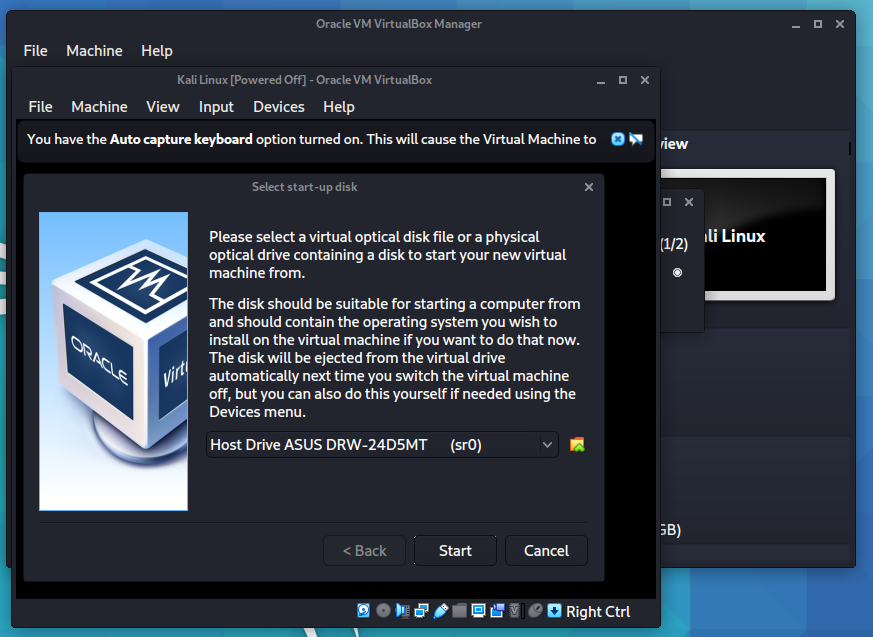 Oracle VM VirtualBox Manager
File Machine Help
Kali Linux [Powered Off] - Oracle VM VirtualBox
File Machine View Input Devices Help
You have the Auto capture keyboard option turned on. This will cause the Virtual Machine to
view
Select start-up disk
Please select a virtual optical disk file or a physical
optical drive containing a disk to start your new virtual
machine from.
The disk should be suitable for starting a computer from
and should contain the operating system you wish to
install on the virtual machine if you want to do that now.
The disk will be ejected from the virtual drive
automatically next time you switch the virtual machine
off, but you can also do this yourself if needed using the
Devices menu.
ORACLE
Virt
Host Drive ASUS DRW-24D5MT (sr0)
< Back Start Cancel
(1/2)
ali Linux
GB)
Right Ctrl